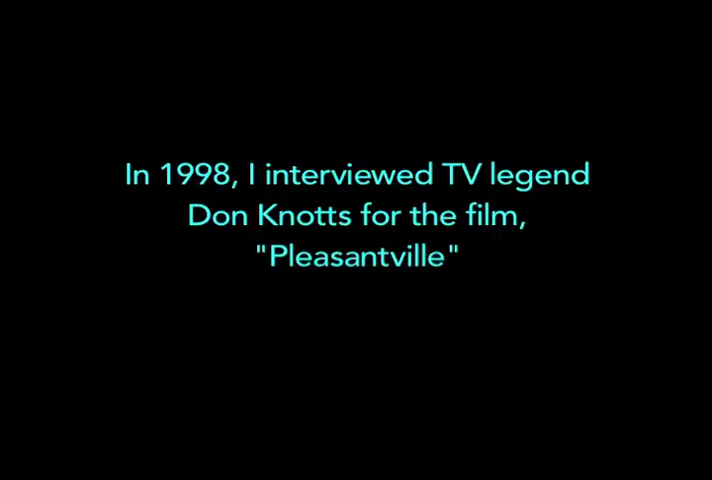 In 1998, I interviewed TV legend
Don Knotts for the film,
"Pleasantville"